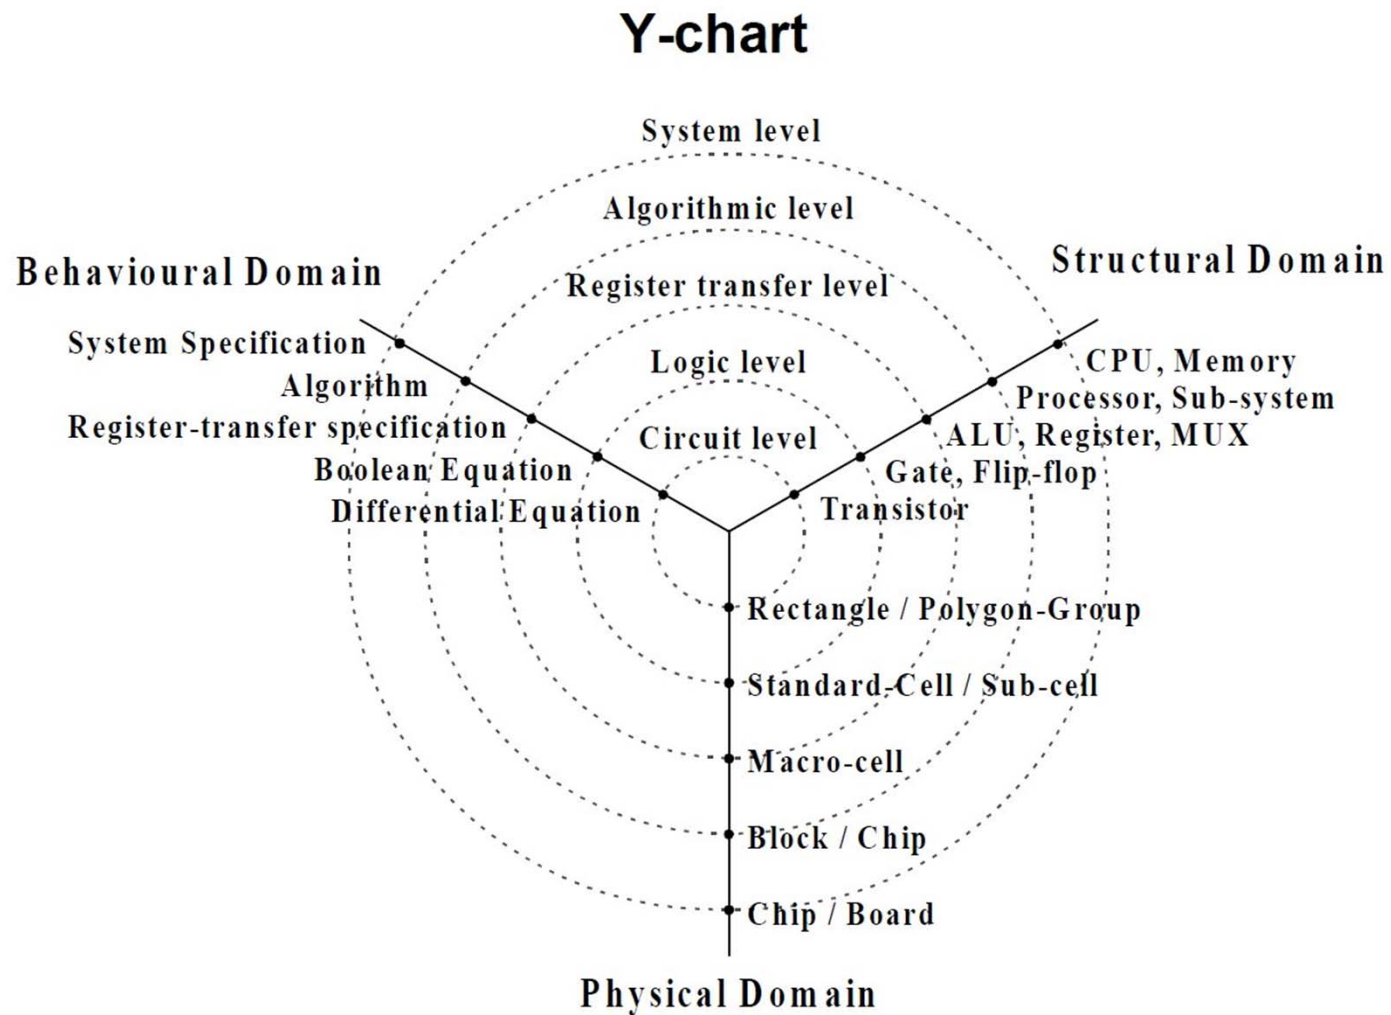 Y-chart
System level
Algorithmic level
Register transfer level
Logic level
Circuit level
Behavioural Domain
System Specification
Algorithm
Register-transfer specification
Boolean Equation
Differential Equation
Structural Domain
CPU, Memory
Processor, Sub-system
ALU, Register, MUX
Gate, Flip-flop
Transistor
Rectangle / Polygon-Group
Standard-Cell / Sub-cell
Macro-cell
Block / Chip
Chip / Board
Physical Domain